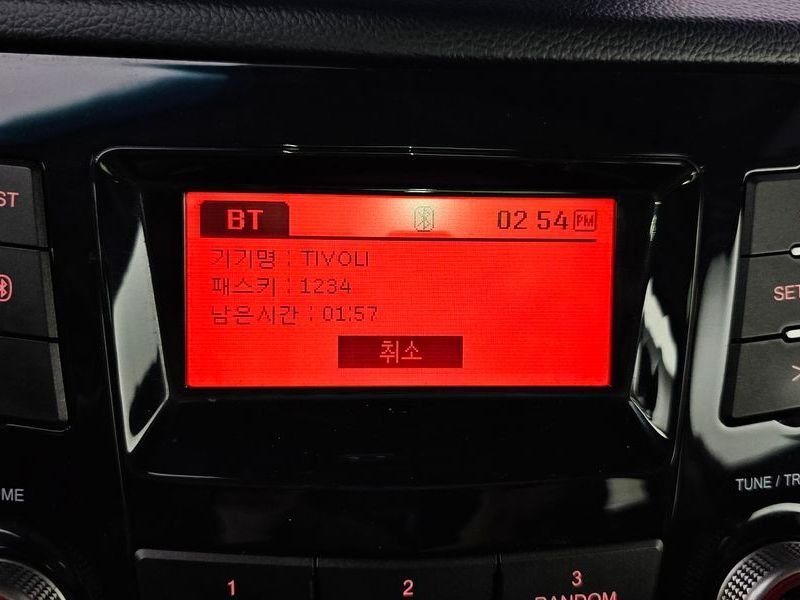 BT 02 54 PM
기기명 : TIVOLI
패스키 : 1234
남은시간 : 01:57
취소
ST
SET
OME
TUNE / TR
1 2 3
RANDOM